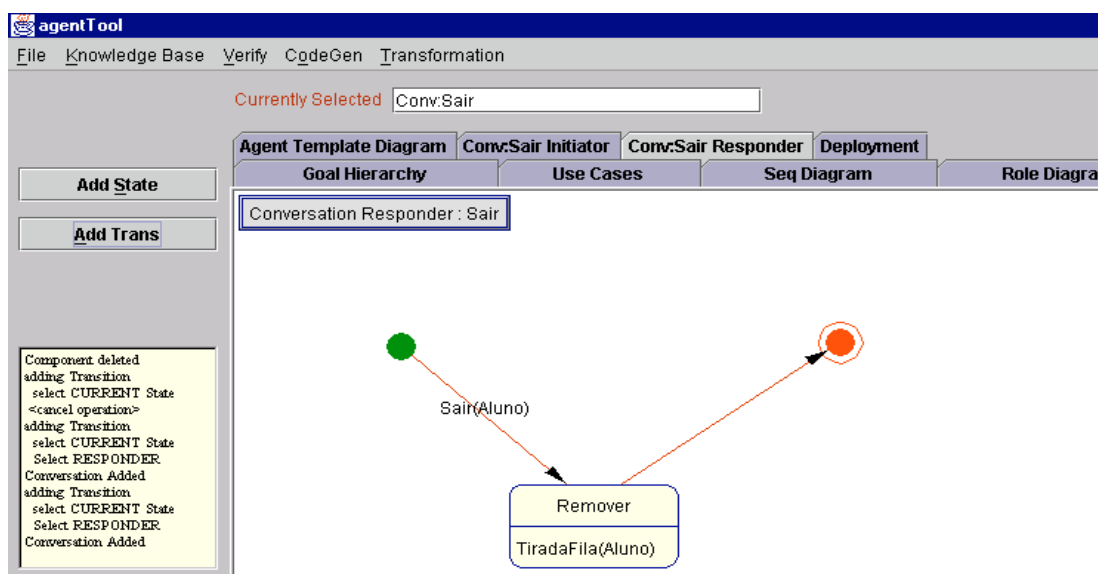 agentTool
File Knowledge Base Verify CodeGen Transformation
Currently Selected Conv:Sair
Agent Template Diagram Conv:Sair Initiator Conv:Sair Responder Deployment
Goal Hierarchy Use Cases Seq Diagram Role Diagra
Add State
Add Trans
Conversation Responder : Sair
Sair(Aluno)
Remover
TiradaFila(Aluno)
Component deleted
adding Transition
select CURRENT State
<cancel operation>
adding Transition
select CURRENT State
Select RESPONDER
Conversation Added
adding Transition
select CURRENT State
Select RESPONDER
Conversation Added